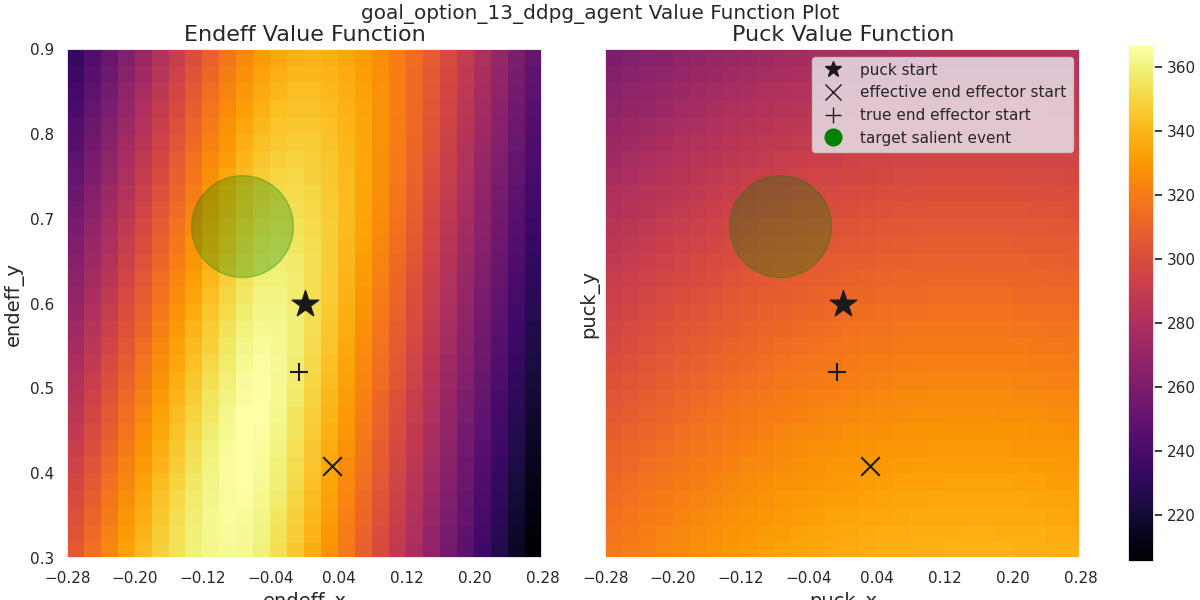 goal_option_13_ddpg_agent Value Function Plot
Endeff Value Function
Puck Value Function
puck start
effective end effector start
true end effector start
target salient event
0.9
0.8
0.7
0.6
0.5
0.4
0.3
endeff_y
−0.28 −0.20 −0.12 −0.04 0.04 0.12 0.20 0.28
endeff_x
puck_y
−0.28 −0.20 −0.12 −0.04 0.04 0.12 0.20 0.28
puck_x
360
340
320
300
280
260
240
220